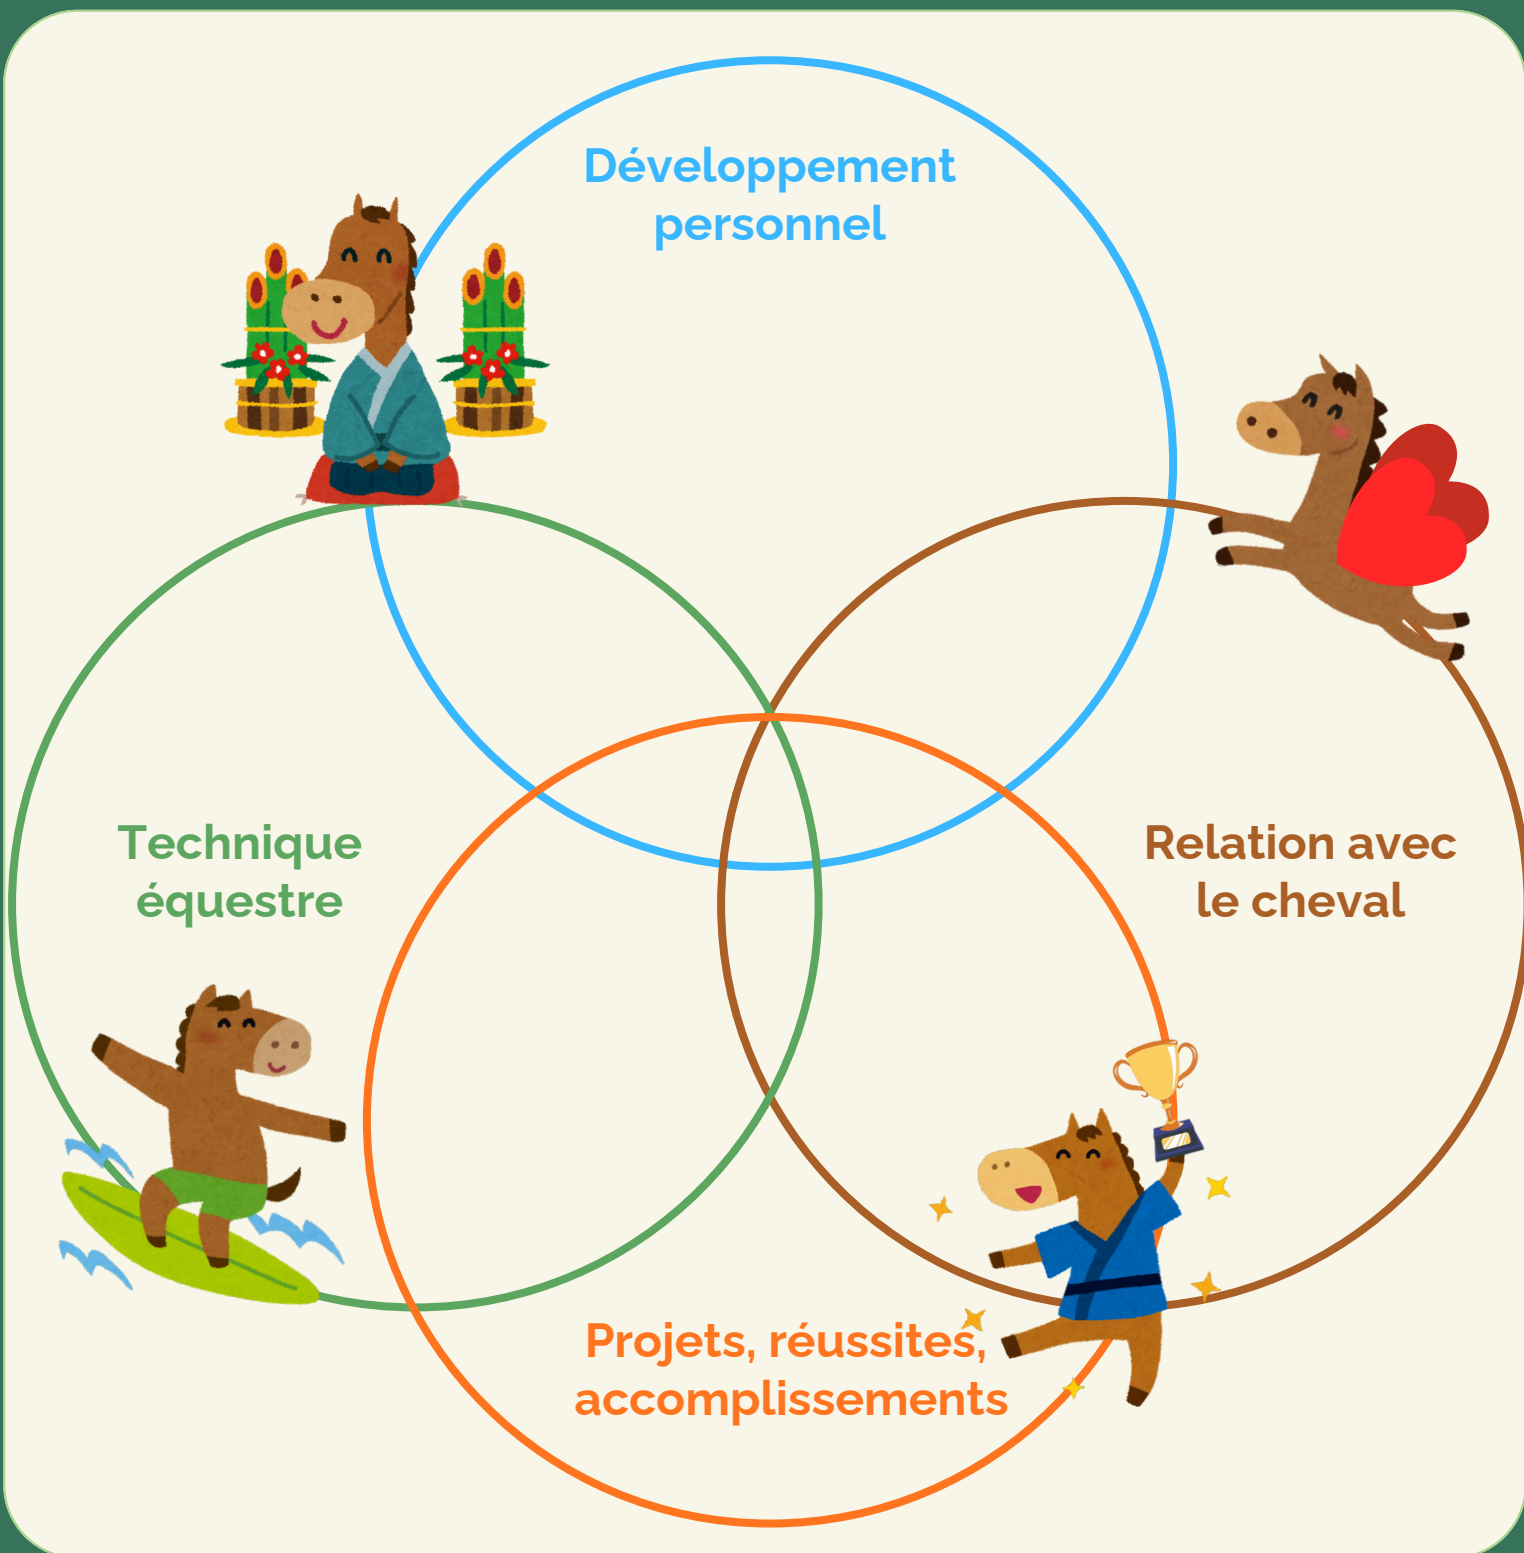 Développement
personnel
Technique
équestre
Relation avec
le cheval
Projets, réussites,
accomplissements